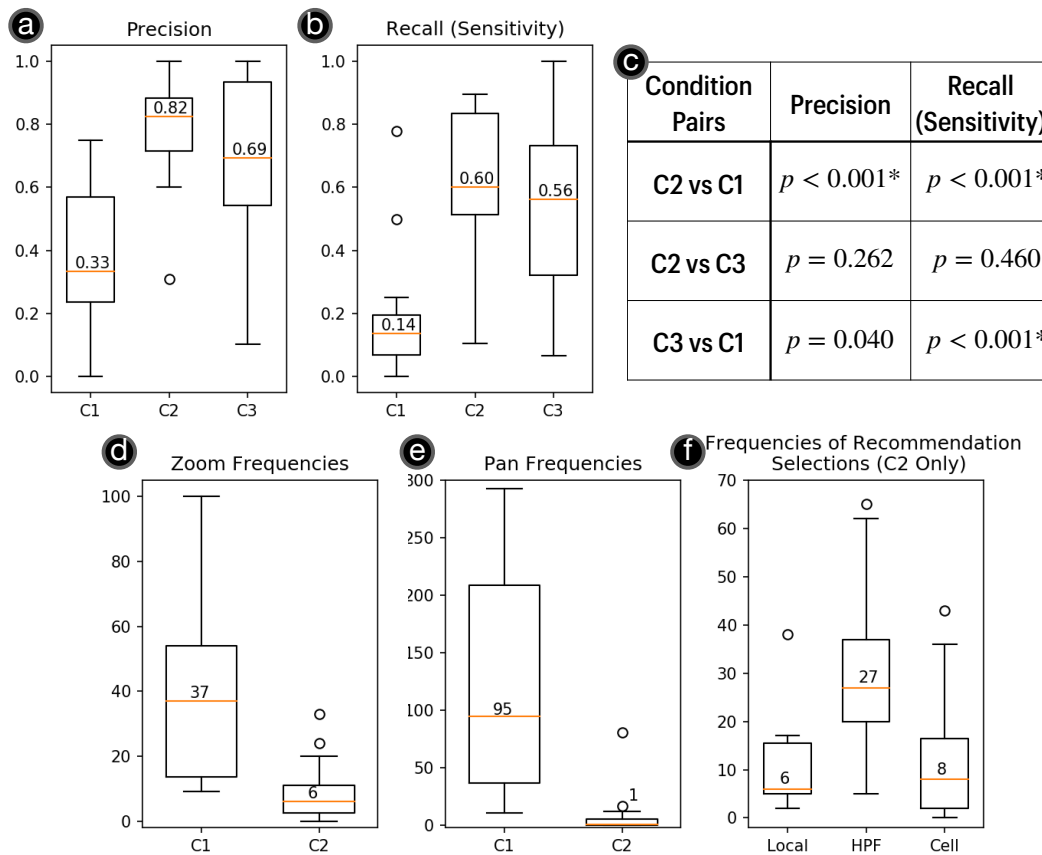 a
Precision
1.0
0.8
0.6
0.4
0.2
0.0
0.33
0.82
0.69
C1 C2 C3
b
Recall (Sensitivity)
1.0
0.8
0.6
0.4
0.2
0.0
0.14
0.60
0.56
C1 C2 C3
c
Condition Pairs Precision Recall (Sensitivity)
C2 vs C1 p < 0.001* p < 0.001*
C2 vs C3 p = 0.262 p = 0.460
C3 vs C1 p = 0.040 p < 0.001*
d
Zoom Frequencies
100
80
60
40
20
0
37
6
C1 C2
e
Pan Frequencies
300
250
200
150
100
50
0
95
1
C1 C2
f
Frequencies of Recommendation
Selections (C2 Only)
70
60
50
40
30
20
10
0
6
27
8
Local HPF Cell